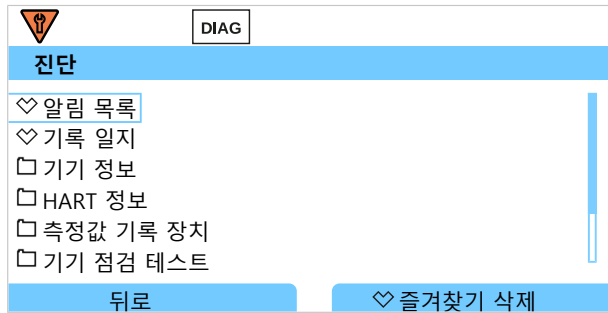 DIAG
진단
알림 목록
기록 일지
기기 정보
HART 정보
측정값 기록 장치
기기 점검 테스트
뒤로
즐겨찾기 삭제